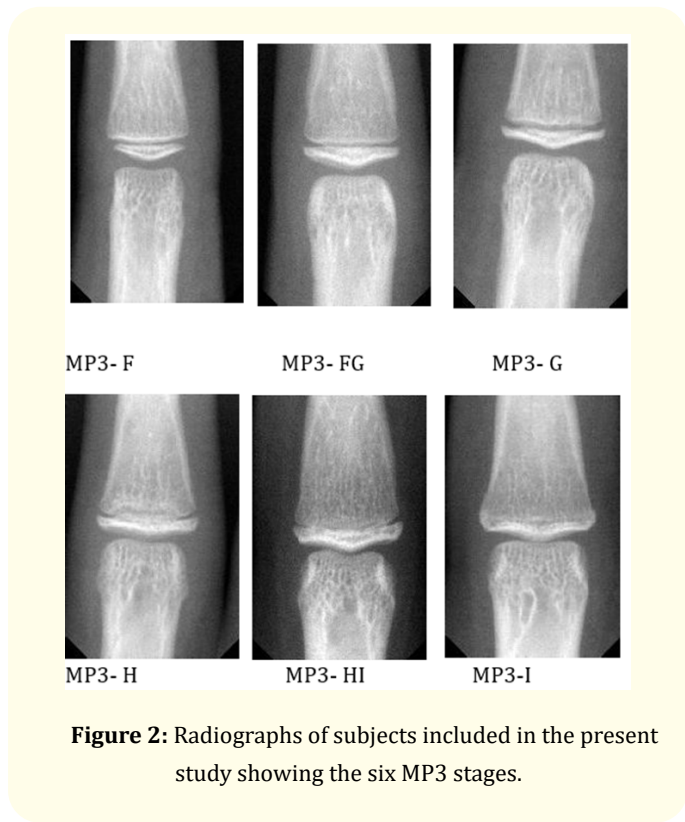 MP3- F MP3- FG MP3- G
MP3- H MP3- HI MP3-I
Figure 2: Radiographs of subjects included in the present
study showing the six MP3 stages.